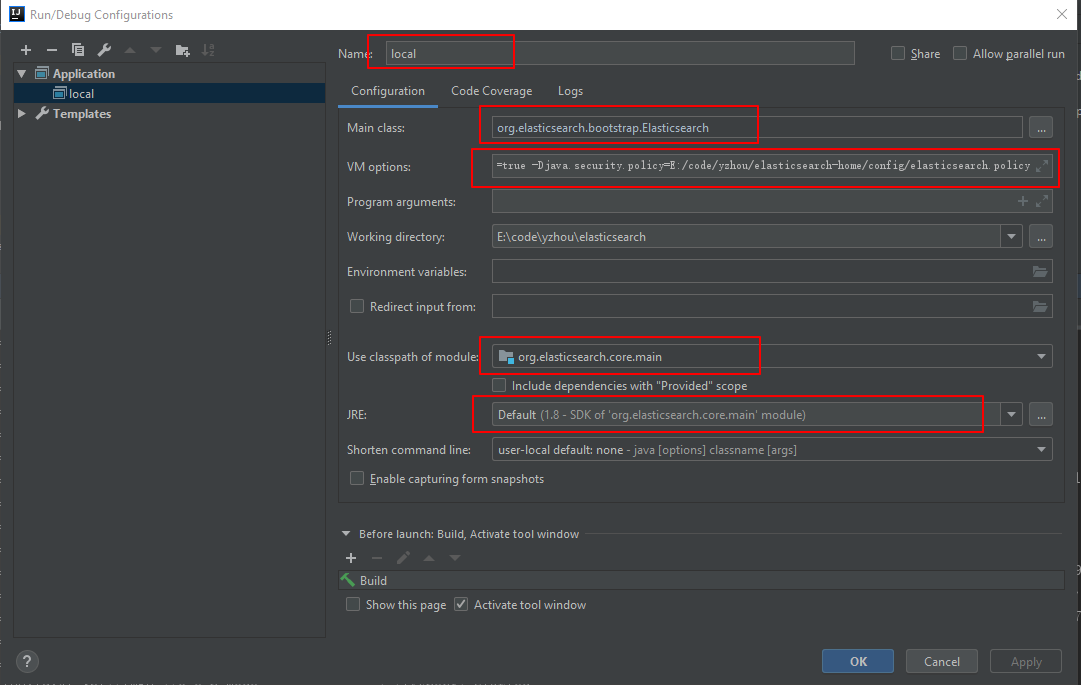 Run/Debug Configurations
Application
local
Templates
Name: local
Share
Allow parallel run
Configuration Code Coverage Logs
Main class: org.elasticsearch.bootstrap.Elasticsearch ...
VM options: =true -Djava.security.policy=E:/code/yzhou/elasticsearch-home/config/elasticsearch.policy
Program arguments:
Working directory: E:\code\yzhou\elasticsearch ...
Environment variables:
Redirect input from:
Use classpath of module: org.elasticsearch.core.main
Include dependencies with "Provided" scope
JRE: Default (1.8 - SDK of 'org.elasticsearch.core.main' module) ...
Shorten command line: user-local default: none - java [options] classname [args]
Enable capturing form snapshots
Before launch: Build, Activate tool window
Build
Show this page Activate tool window
? OK Cancel Apply